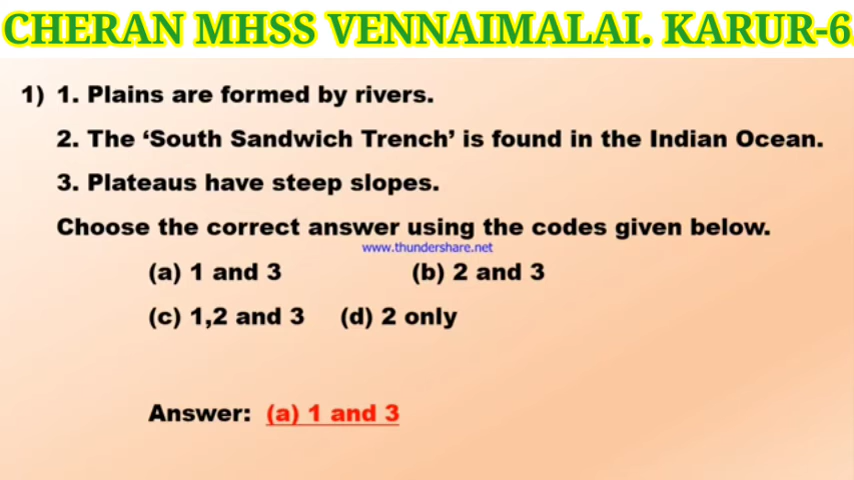 CHERAN MHSS VENNAIMALAI. KARUR-6
1) 1. Plains are formed by rivers.
2. The ‘South Sandwich Trench’ is found in the Indian Ocean.
3. Plateaus have steep slopes.
Choose the correct answer using the codes given below.
www.thundershare.net
(a) 1 and 3 (b) 2 and 3
(c) 1,2 and 3 (d) 2 only
Answer: (a) 1 and 3